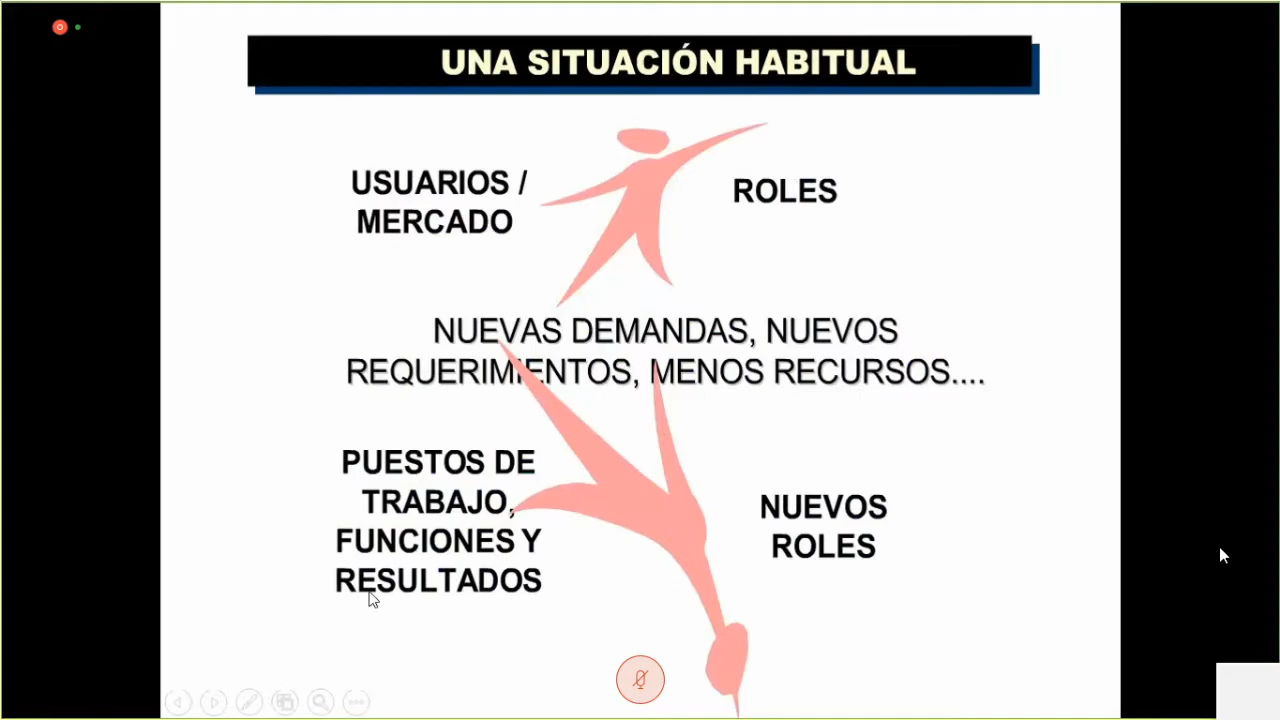 UNA SITUACIÓN HABITUAL
USUARIOS /
MERCADO
ROLES
NUEVAS DEMANDAS, NUEVOS
REQUERIMIENTOS, MENOS RECURSOS....
PUESTOS DE
TRABAJO,
FUNCIONES Y
RESULTADOS
NUEVOS
ROLES